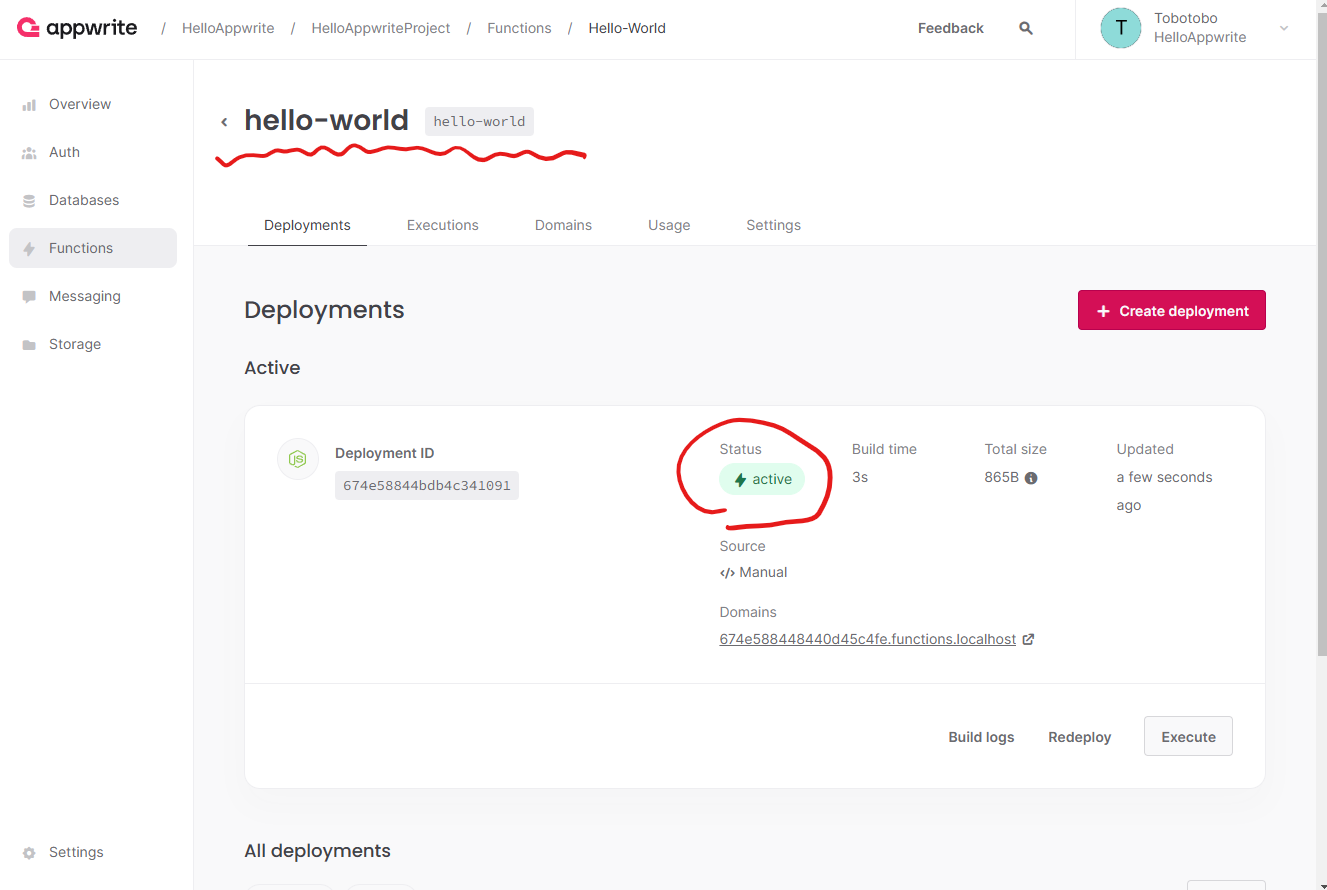 appwrite / HelloAppwrite / HelloAppwriteProject / Functions / Hello-World Feedback T Tobotobo
HelloAppwrite
Overview
Auth
Databases
Functions
Messaging
Storage
Settings
hello-world hello-world
Deployments Executions Domains Usage Settings
Deployments + Create deployment
Active
JS Deployment ID
674e58844bdb4c341091
Status Build time Total size Updated
active 3s 865B a few seconds
ago
Source
</> Manual
Domains
674e588448440d45c4fe.functions.localhost
Build logs Redeploy Execute
All deployments